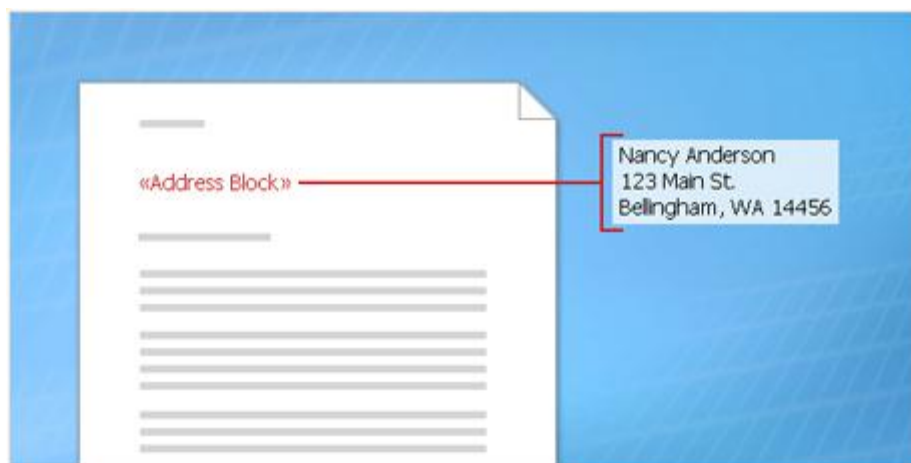 «Address Block»
Nancy Anderson
123 Main St.
Bellingham, WA 14456